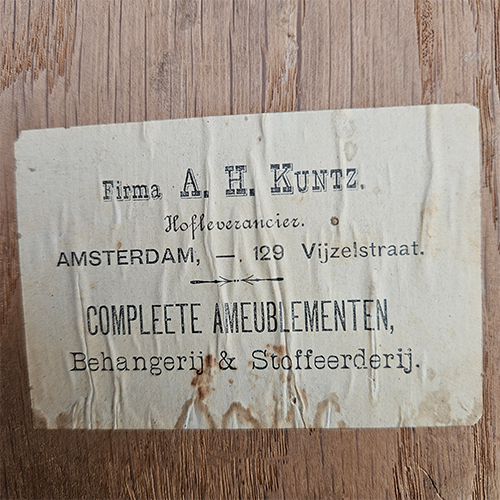 Firma A. H. KUNTZ.
Hofleverancier.
AMSTERDAM, —. 129 Vijzelstraat.
COMPLEETE AMEUBLEMENTEN,
Behangerij & Stoffeerderij.